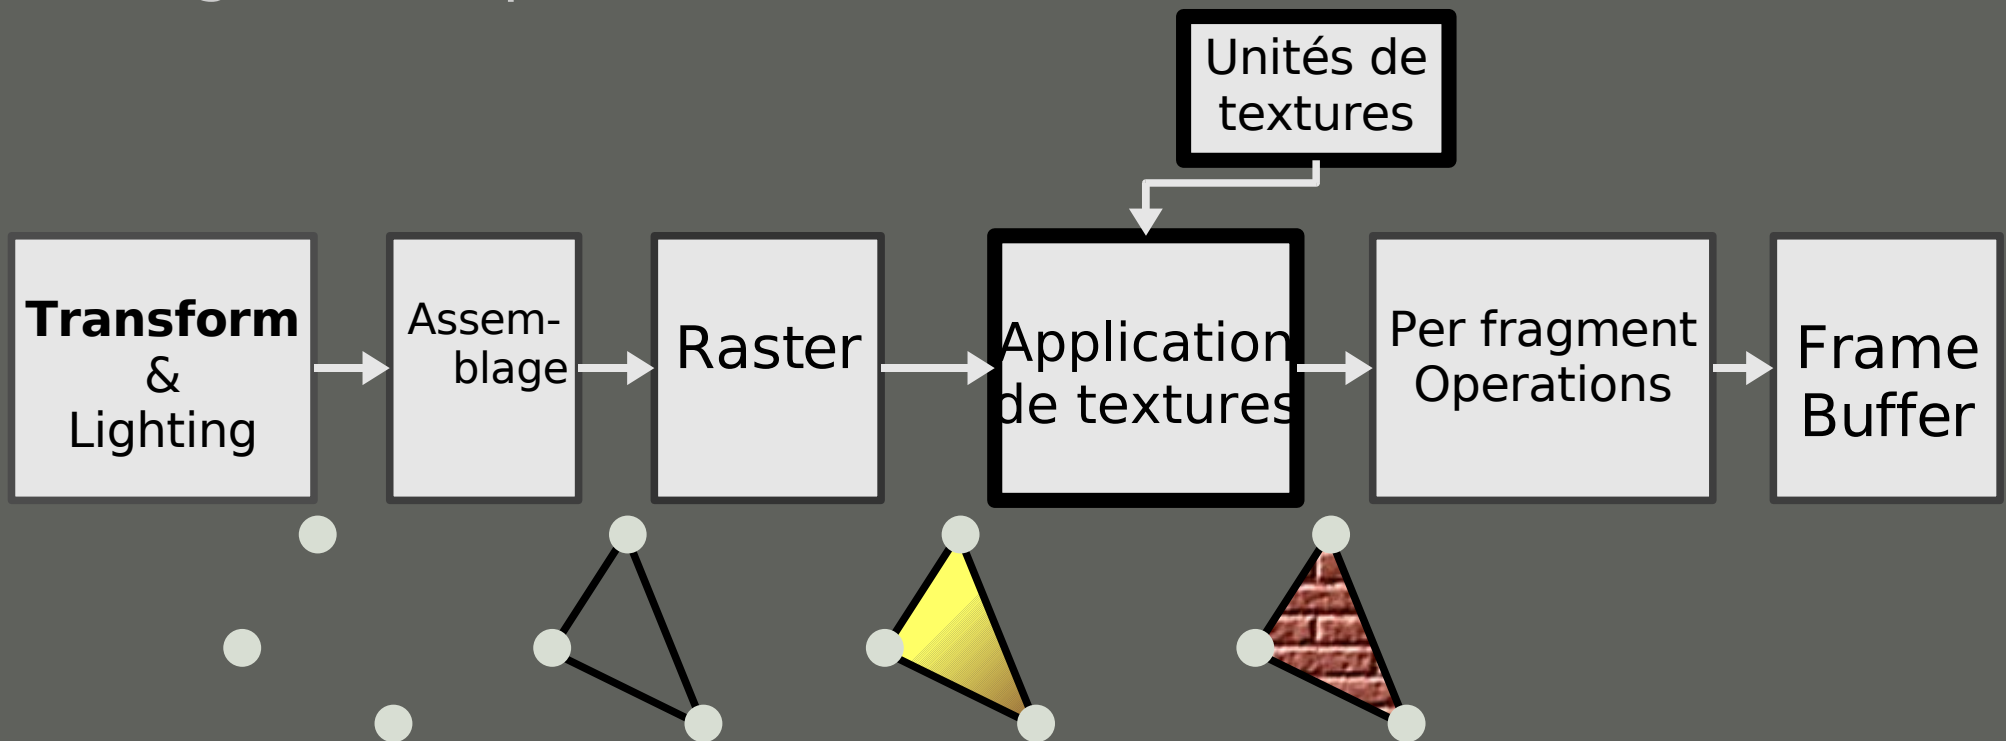 Unités de
textures
Transform
&
Lighting
Assem-
blage
Raster
Application
de textures
Per fragment
Operations
Frame
Buffer